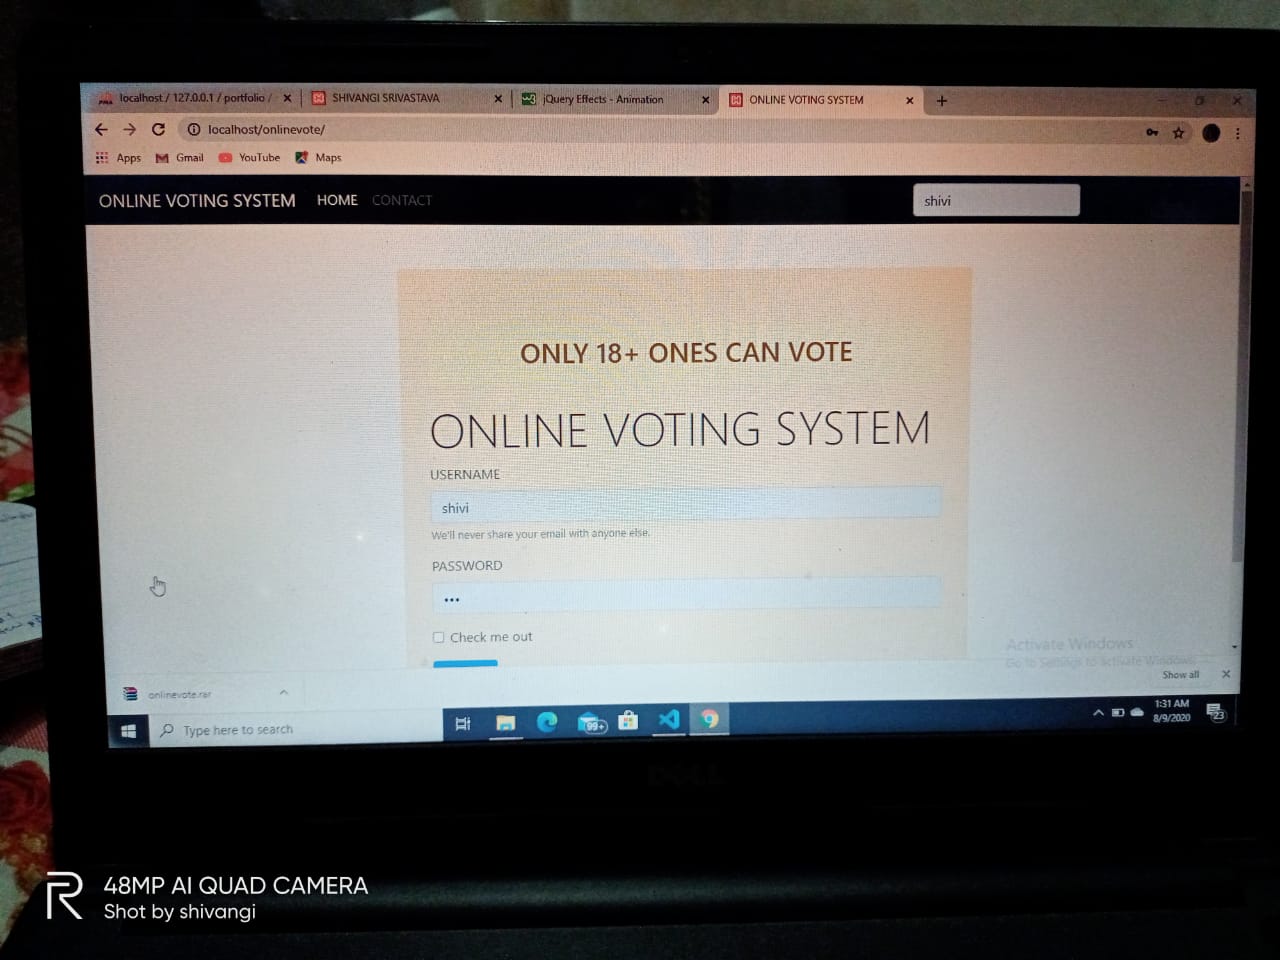 localhost / 127.0.0.1 / portfolio /
SHIVANGI SRIVASTAVA
jQuery Effects - Animation
ONLINE VOTING SYSTEM
localhost/onlinevote/
Apps
Gmail
YouTube
Maps
ONLINE VOTING SYSTEM
HOME
CONTACT
shivi
ONLY 18+ ONES CAN VOTE
ONLINE VOTING SYSTEM
USERNAME
shivi
We'll never share your email with anyone else.
PASSWORD
•••
Check me out
Activate Windows
Go to Settings to activate Windows.
Show all
onlinevote.rar
Type here to search
99+
1:31 AM
8/9/2020
23
DELL
R
48MP AI QUAD CAMERA
Shot by shivangi